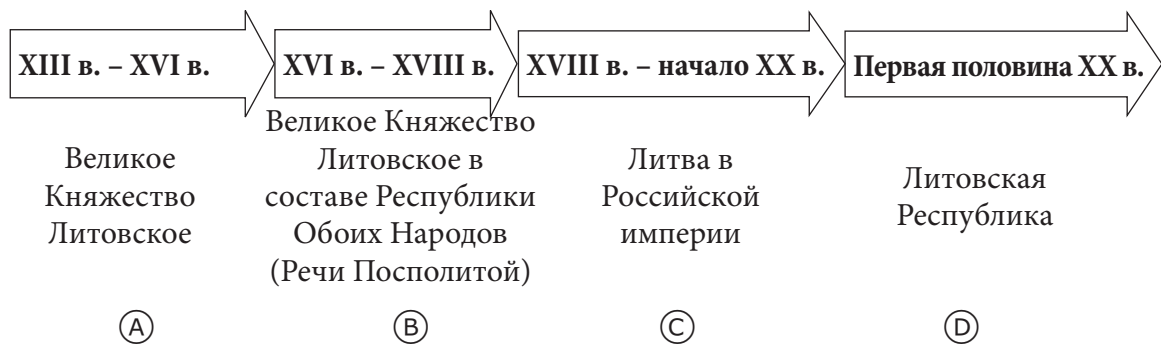 XIII в. – XVI в.
XVI в. – XVIII в.
XVIII в. – начало XX в.
Первая половина XX в.
Великое
Княжество
Литовское
Великое Княжество
Литовское в
составе Республики
Обоих Народов
(Речи Посполитой)
Литва в
Российской
империи
Литовская
Республика
A
B
C
D